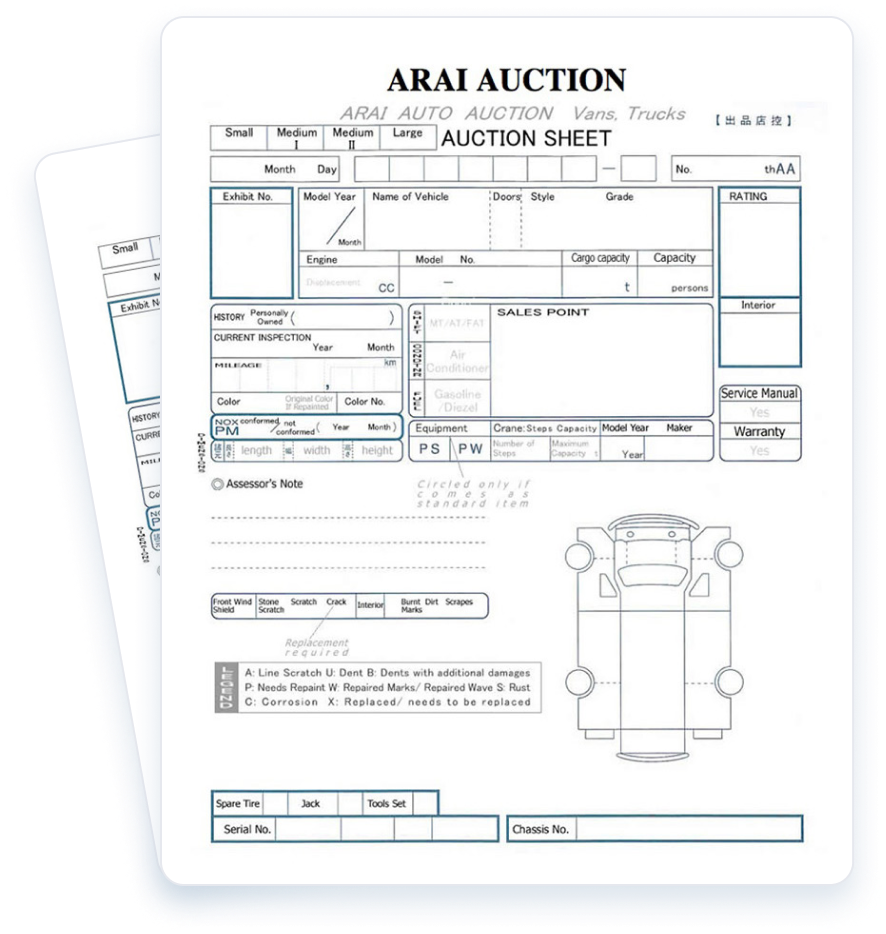 ARAI AUCTION
ARAI AUTO AUCTION Vans, Trucks
【出品店控】
Small Medium I Medium II Large AUCTION SHEET
Month Day — No. thAA
Exhibit No. Model Year Name of Vehicle Doors Style Grade RATING
Month
Engine Model No. Cargo capacity Capacity
Displacement CC — t persons
Interior
HISTORY Personally Owned ( ) SHIFT MT/AT/FAT SALES POINT
CURRENT INSPECTION
Year Month
Air Conditioner
MILEAGE km
,
Color Original Color If Repainted Color No. FUEL Gasoline /Diezel
Service Manual
Yes
Warranty
Yes
NOX PM conformed / not conformed ( Year Month )
length width height
Equipment Crane: Steps Capacity Model Year Maker
PS PW Number of Steps Maximum Capacity t Year
◎ Assessor's Note
Circled only if
comes as
standard item
Front Wind Shield Stone Scratch Scratch Crack Interior Burnt Marks Dirt Scrapes
Replacement
required
LEGEND
A: Line Scratch U: Dent B: Dents with additional damages
P: Needs Repaint W: Repaired Marks/ Repaired Wave S: Rust
C: Corrosion X: Replaced/ needs to be replaced
Spare Tire Jack Tools Set
Serial No. Chassis No.
Small
M
Exhibit N
HISTORY
CURRE
MIL
Co